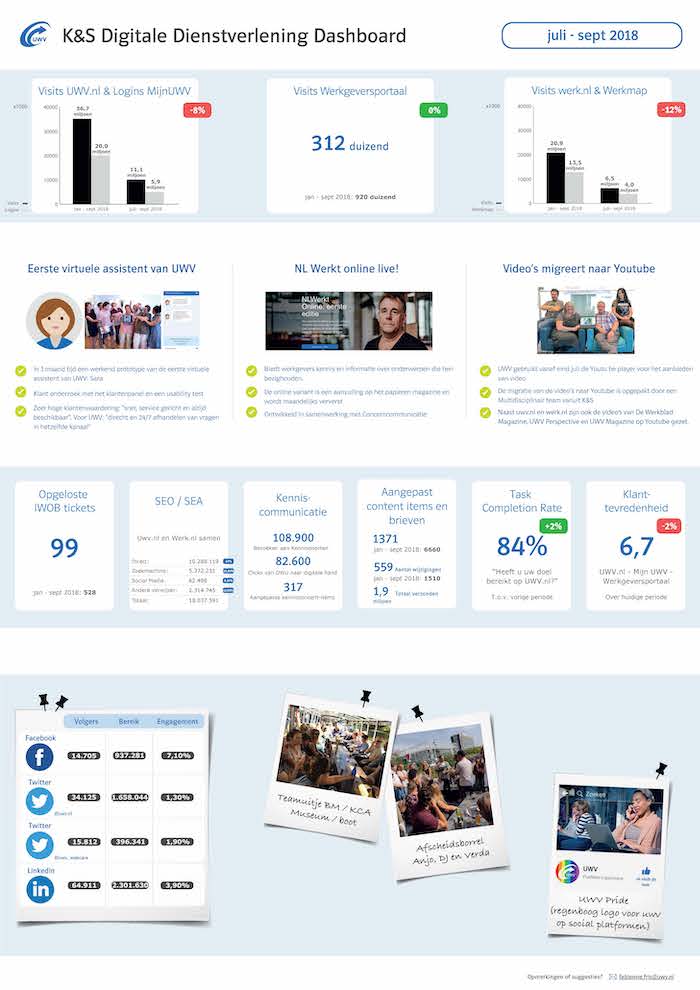 UWV
K&S Digitale Dienstverlening Dashboard
juli - sept 2018
Visits UWV.nl & Logins MijnUWV
-8%
x1000
40000
30000
20000
10000
0
36,7
miljoen
20,9
miljoen
11,1
miljoen
5,9
miljoen
Visits
Logins
jan - sept 2018
juli - sept 2018
Visits Werkgeversportaal
0%
312 duizend
jan - sept 2018: 920 duizend
Visits werk.nl & Werkmap
-12%
x1000
40000
30000
20000
10000
0
20,9
miljoen
13,5
miljoen
6,5
miljoen
4,0
miljoen
Visits
Werkmap
jan - sept 2018
juli - sept 2018
Eerste virtuele assistent van UWV
In 3 maand tijd een werkend prototype van de eerste virtuele
assistent van UWV: Sara
Klant onderzoek met het klantenpanel en een usability test
Zeer hoge klantenwaardering: "snel, service gericht en altijd
beschikbaar". Voor UWV: "direct en 24/7 afhandelen van vragen
in hetzelfde kanaal"
NL Werkt online live!
NLWerkt
Online: eerste
editie
Biedt werkgevers kennis en informatie over onderwerpen die hen
bezighouden.
De online variant is een aanvulling op het papieren magazine en
wordt maandelijks ververst
Ontwikkeld in samenwerking met Concerncommunicatie
Video's migreert naar Youtube
UWV gebruikt vanaf eind juli de Youtube player voor het aanbieden
van video
De migratie van de video's naar Youtube is opgepakt door een
Multidisciplinair team vanuit K&S
Naast uwv.nl en werk.nl zijn ook de video's van De Werkblad
Magazine, UWV Perspective en UWV Magazine op Youtube gezet.
Opgeloste
IWOB tickets
99
jan - sept 2018: 528
SEO / SEA
Uwv.nl en Werk.nl samen
Direct: 10.288.119
Zoekmachine: 5.372.231
Social Media:
Andere verwijzer: 2.314.745
Totaal: 18.037.591
Kennis-
communicatie
108.900
Bezoeken aan Kennisconten
82.600
Clicks van DWU naar digitale hand
317
Aangepaste kenniscontent-items
Aangepast
content items en
brieven
1371
jan - sept 2018: 6660
559 Aantal wijzigingen
jan - sept 2018: 1510
1,9 Totaal verzonden
miljoen
Task
Completion Rate
+2%
84%
"Heeft u uw doel
bereikt op UWV.nl?"
T.o.v. vorige periode
Klant-
tevredenheid
-2%
6,7
UWV.nl - Mijn UWV -
Werkgeversportaal
Over huidige periode
Volgers Bereik Engagement
Facebook
14.705 937.281 7,10%
Twitter
34.125 1.658.044 1,30%
Twitter
15.812 396.341 1,90%
LinkedIn
64.911 2.301.630 3,90%
Teamuitje BM / KCA
Museum / boot
Afscheidsborrel
Anjo, DJ en Verda
Zoeken
UWV
UWV Pride
(regenboog logo voor uwv
op social platformen)
Opmerkingen of suggesties? fabienne.fris@uwv.nl